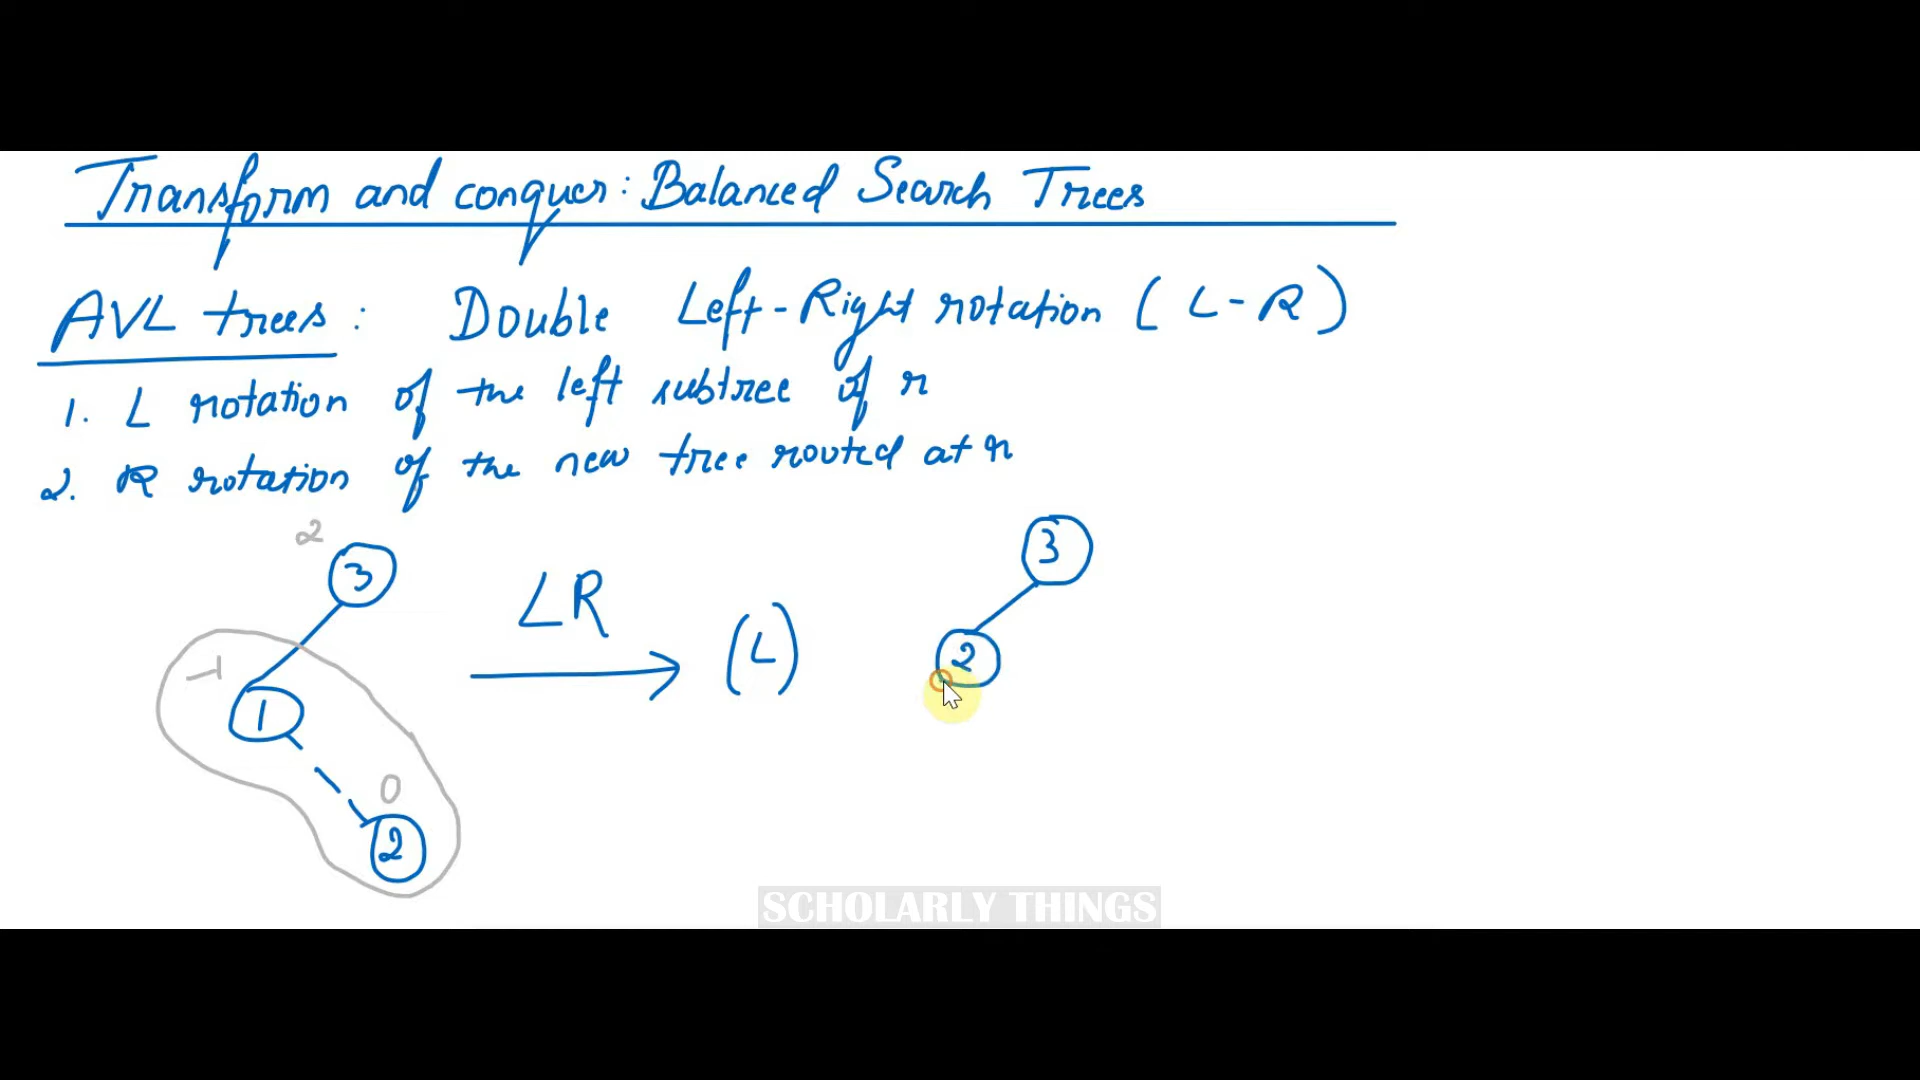 Transform and conquer: Balanced Search Trees
AVL trees: Double Left-Right rotation (L-R)
1. L rotation of the left subtree of r
2. R rotation of the new tree routed at r
2
3
-1
1
0
2
LR
(L)
3
2
SCHOLARLY THINGS